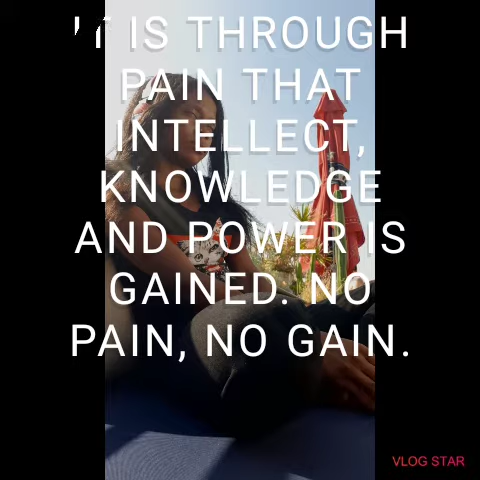 IT IS THROUGH
PAIN THAT
INTELLECT,
KNOWLEDGE
AND POWER IS
GAINED. NO
PAIN, NO GAIN.
VLOG STAR